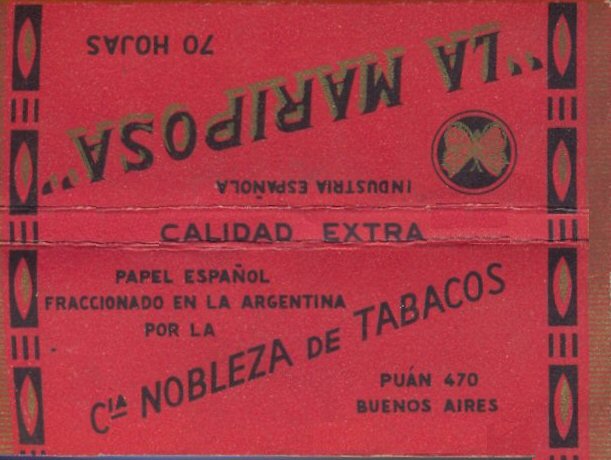 70 HOJAS
"LA MARIPOSA"
INDUSTRIA ESPAÑOLA
CALIDAD EXTRA
PAPEL ESPAÑOL
FRACCIONADO EN LA ARGENTINA
POR LA
CIA NOBLEZA DE TABACOS
PUÁN 470
BUENOS AIRES